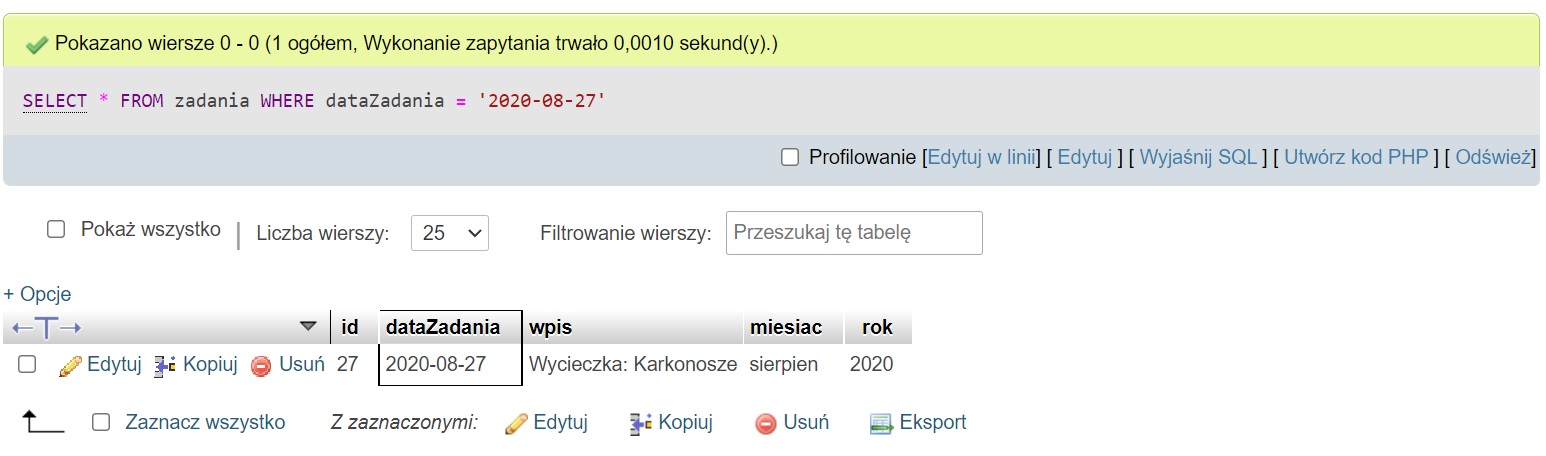 Pokazano wiersze 0 - 0 (1 ogółem, Wykonanie zapytania trwało 0,0010 sekund(y).)
SELECT * FROM zadania WHERE dataZadania = '2020-08-27'
Profilowanie [Edytuj w linii] [ Edytuj ] [ Wyjaśnij SQL ] [ Utwórz kod PHP ] [ Odśwież]
Pokaż wszystko | Liczba wierszy: 25 Filtrowanie wierszy: Przeszukaj tę tabelę
+ Opcje
id dataZadania wpis miesiac rok
Edytuj Kopiuj Usuń 27 2020-08-27 Wycieczka: Karkonosze sierpien 2020
Zaznacz wszystko Z zaznaczonymi: Edytuj Kopiuj Usuń Eksport